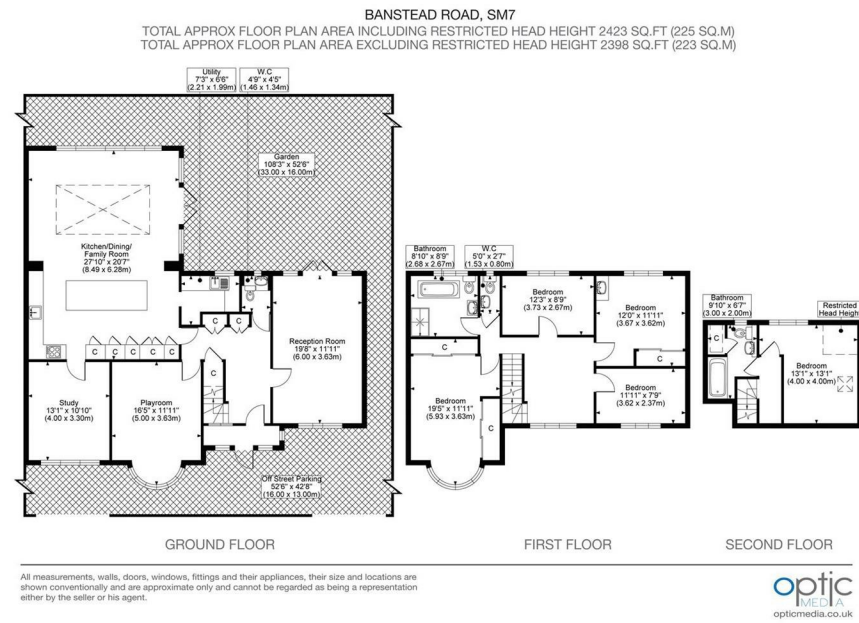 BANSTEAD ROAD, SM7
TOTAL APPROX FLOOR PLAN AREA INCLUDING RESTRICTED HEAD HEIGHT 2423 SQ.FT (225 SQ.M)
TOTAL APPROX FLOOR PLAN AREA EXCLUDING RESTRICTED HEAD HEIGHT 2398 SQ.FT (223 SQ.M)
Utility
7'3" x 6'6"
(2.21 x 1.99m)
W.C
4'9" x 4'5"
(1.46 x 1.34m)
Garden
108'3" x 52'6"
(33.00 x 16.00m)
Kitchen/Dining/
Family Room
27'10" x 20'7"
(8.49 x 6.28m)
C
C
C
C
C
C
C
C
Reception Room
19'8" x 11'11"
(6.00 x 3.63m)
Study
13'1" x 10'10"
(4.00 x 3.30m)
Playroom
16'5" x 11'11"
(5.00 x 3.63m)
Off Street Parking
52'6" x 42'8"
(16.00 x 13.00m)
GROUND FLOOR
Bathroom
8'10" x 8'9"
(2.68 x 2.67m)
W.C
5'0" x 2'7"
(1.53 x 0.80m)
Bedroom
12'3" x 8'9"
(3.73 x 2.67m)
Bedroom
12'0" x 11'11"
(3.67 x 3.62m)
C
C
Bedroom
19'5" x 11'11"
(5.93 x 3.63m)
C
Bedroom
11'11" x 7'9"
(3.62 x 2.37m)
FIRST FLOOR
Bathroom
9'10" x 6'7"
(3.00 x 2.00m)
Restricted
Head Height
C
Bedroom
13'1" x 13'1"
(4.00 x 4.00m)
SECOND FLOOR
All measurements, walls, doors, windows, fittings and their appliances, their size and locations are
shown conventionally and are approximate only and cannot be regarded as being a representation
either by the seller or his agent.
optic
MEDIA
opticmedia.co.uk